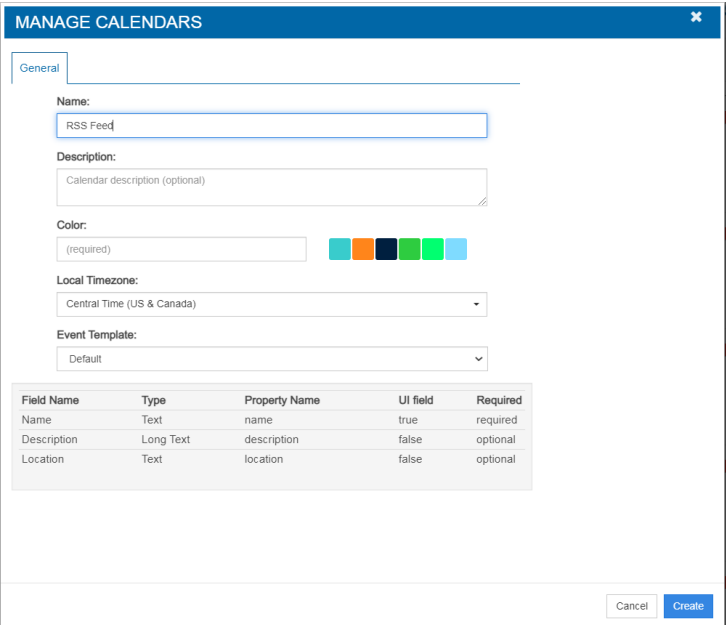 MANAGE CALENDARS
General
Name:
RSS Feed
Description:
Calendar description (optional)
Color:
(required)
Local Timezone:
Central Time (US & Canada)
Event Template:
Default
Field Name Type Property Name UI field Required
Name Text name true required
Description Long Text description false optional
Location Text location false optional
Cancel Create